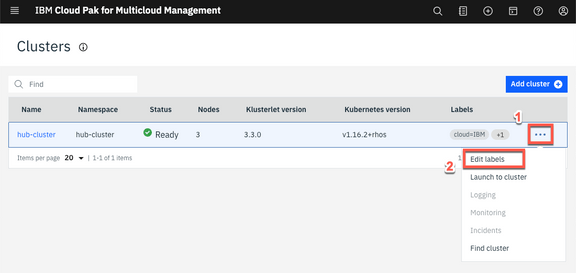 IBM Cloud Pak for Multicloud Management
Clusters
Find
Add cluster
Name Namespace Status Nodes Klusterlet version Kubernetes version Labels
1
hub-cluster hub-cluster Ready 3 3.3.0 v1.16.2+rhos cloud=IBM +1
Items per page 20 1-1 of 1 items 1
2
Edit labels
Launch to cluster
Logging
Monitoring
Incidents
Find cluster